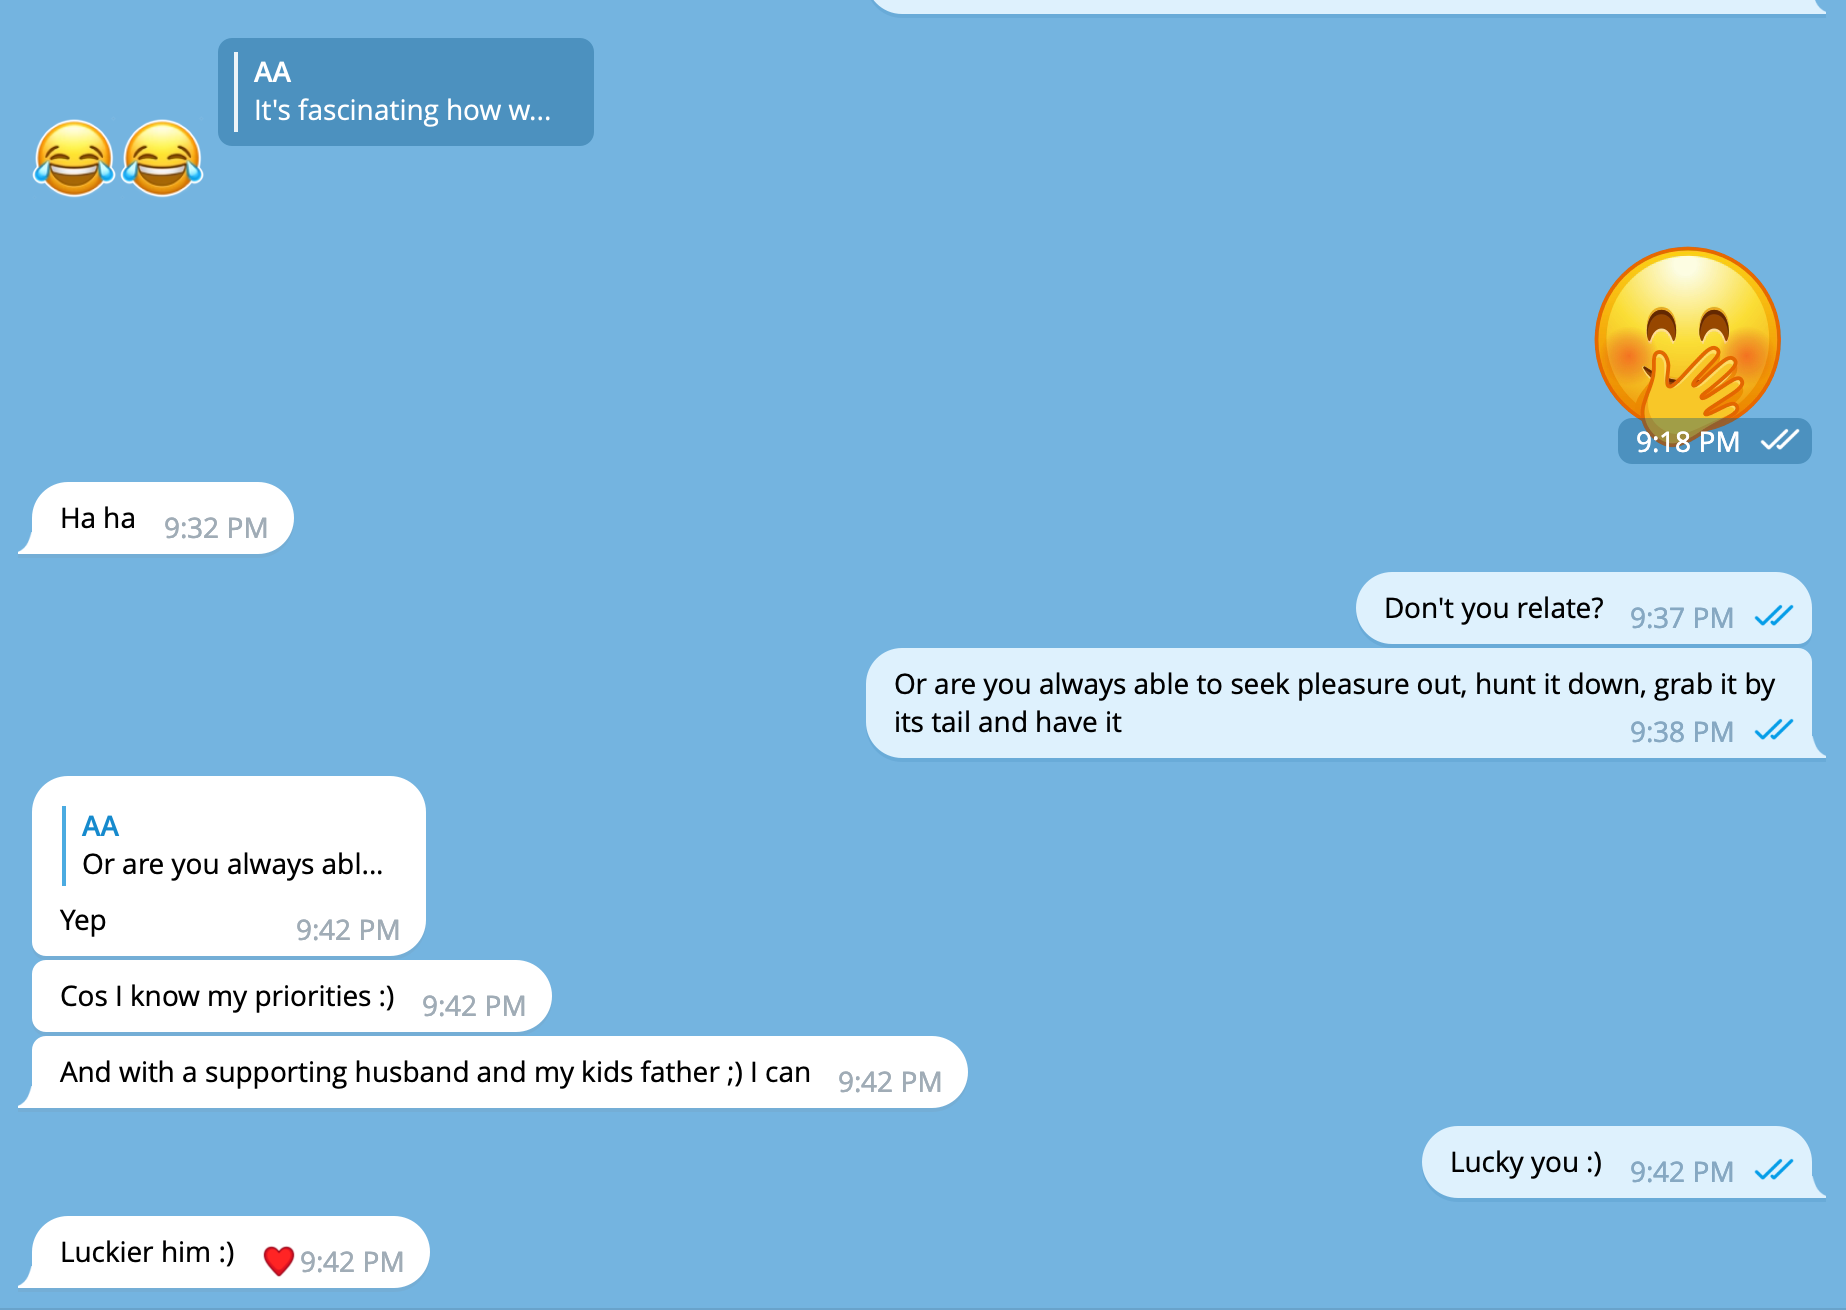 AA
It's fascinating how w...
😂😂
🤭
9:18 PM
Ha ha 9:32 PM
Don't you relate? 9:37 PM
Or are you always able to seek pleasure out, hunt it down, grab it by
its tail and have it 9:38 PM
AA
Or are you always abl...
Yep 9:42 PM
Cos I know my priorities :) 9:42 PM
And with a supporting husband and my kids father ;) I can 9:42 PM
Lucky you :) 9:42 PM
Luckier him :) ❤️ 9:42 PM